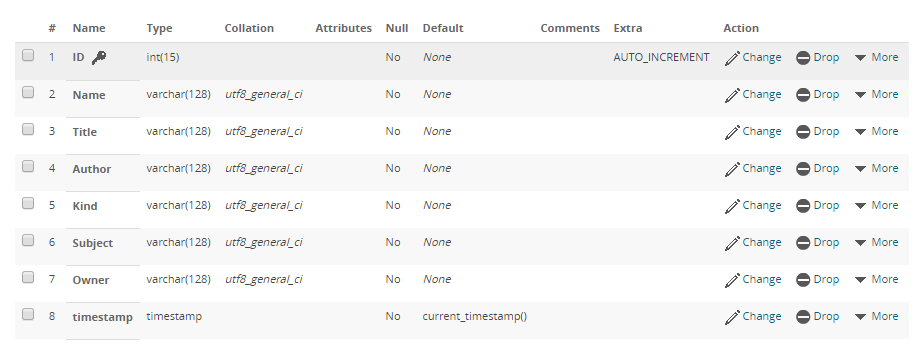 # Name Type Collation Attributes Null Default Comments Extra Action
1 ID int(15) No None AUTO_INCREMENT Change Drop More
2 Name varchar(128) utf8_general_ci No None Change Drop More
3 Title varchar(128) utf8_general_ci No None Change Drop More
4 Author varchar(128) utf8_general_ci No None Change Drop More
5 Kind varchar(128) utf8_general_ci No None Change Drop More
6 Subject varchar(128) utf8_general_ci No None Change Drop More
7 Owner varchar(128) utf8_general_ci No None Change Drop More
8 timestamp timestamp No current_timestamp() Change Drop More